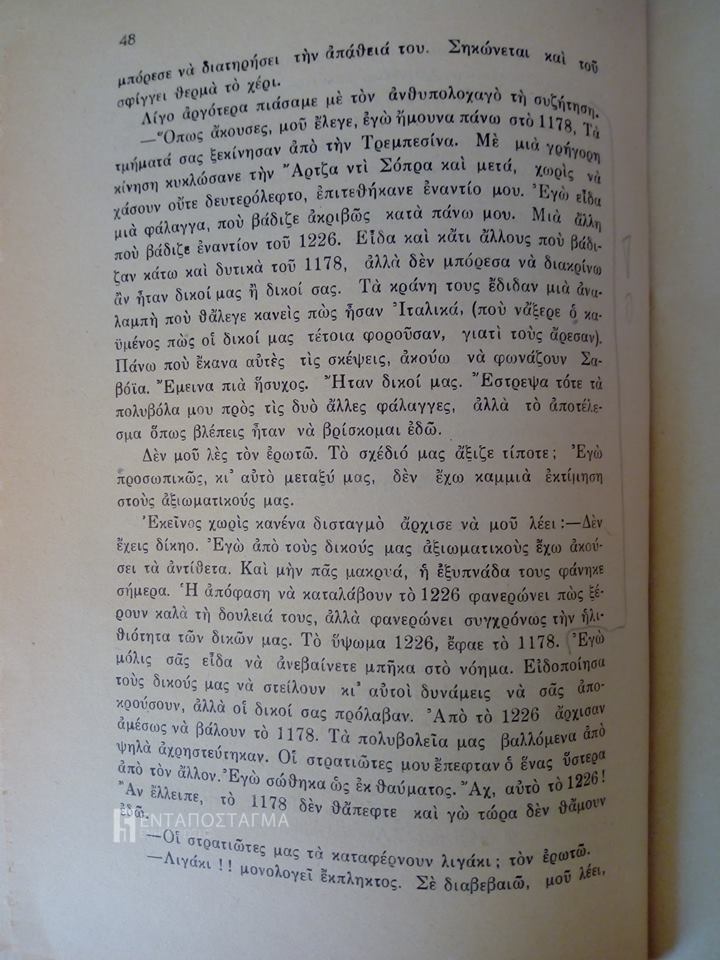 48
μπόρεσε νὰ διατηρήσει τὴν ἀπάθειά του. Σηκώνεται καὶ τοῦ
σφίγγει θερμὰ τὸ χέρι.
Λίγο ἀργότερα πιάσαμε μὲ τὸν ἀνθυπολοχαγὸ τὴ συζήτηση.
—Ὅπως ἄκουσες, μοῦ ἔλεγε, ἐγὼ ἤμουνα πάνω στὸ 1178, Τὰ
τμήματά σας ξεκίνησαν ἀπὸ τὴν Τρεμπεσίνα. Μὲ μιὰ γρήγορη
κίνηση κυκλώσανε τὴν Ἄρτζα ντὶ Σόπρα καὶ μετά, χωρὶς νὰ
χάσουν οὔτε δευτερόλεφτο, ἐπιτεθήκανε ἐναντίο μου. Ἐγὼ εἶδα
μιὰ φάλαγγα, ποὺ βάδιζε ἀκριβῶς κατὰ πάνω μου. Μιὰ ἄλλη
ποὺ βάδιζε ἐναντίον τοῦ 1226. Εἶδα καὶ κάτι ἄλλους ποὺ βάδι-
ζαν κάτω καὶ δυτικὰ τοῦ 1178, ἀλλὰ δὲν μπόρεσα νὰ διακρίνω
ἂν ἦταν δικοί μας ἢ δικοί σας. Τὰ κράνη τους ἔδιδαν μιὰ ἀνα-
λαμπὴ ποὺ θἄλεγε κανεὶς πὼς ἦσαν Ἰταλικά, (ποὺ νἄξερε ὁ κα-
ϋμένος πὼς οἱ δικοί μας τέτοια φοροῦσαν, γιατὶ τοὺς ἄρεσαν).
Πάνω ποὺ ἔκανα αὐτὲς τὶς σκέψεις, ἀκούω νὰ φωνάζουν Σα-
βόϊα. Ἔμεινα πιὰ ἥσυχος. Ἦταν δικοί μας. Ἔστρεψα τότε τὰ
πολυβόλα μου πρὸς τὶς δυὸ ἄλλες φάλαγγες, ἀλλὰ τὸ ἀποτέλε-
σμα ὅπως βλέπεις ἦταν νὰ βρίσκομαι ἐδῶ.
Δὲν μοῦ λὲς τὸν ἐρωτῶ. Τὸ σχέδιό μας ἄξιζε τίποτε; Ἐγὼ
προσωπικῶς, κι' αὐτὸ μεταξύ μας, δὲν ἔχω καμμιὰ ἐκτίμηση
στοὺς ἀξιωματικούς μας.
Ἐκεῖνος χωρὶς κανένα δισταγμὸ ἄρχισε νὰ μοῦ λέει:—Δὲν
ἔχεις δίκηο. Ἐγὼ ἀπὸ τοὺς δικούς μας ἀξιωματικοὺς ἔχω ἀκού-
σει τὰ ἀντίθετα. Καὶ μὴν πᾶς μακρυά, ἡ ἐξυπνάδα τους φάνηκε
σήμερα. Ἡ ἀπόφαση νὰ καταλάβουν τὸ 1226 φανερώνει πὼς ξέ-
ρουν καλὰ τὴ δουλειά τους, ἀλλὰ φανερώνει συγχρόνως τὴν ἠλι-
θιότητα τῶν δικῶν μας. Τὸ ὕψωμα 1226, ἔφαε τὸ 1178. Ἐγὼ
μόλις σᾶς εἶδα νὰ ἀνεβαίνετε μπῆκα στὸ νόημα. Εἰδοποίησα
τοὺς δικούς μας νὰ στείλουν κι' αὐτοὶ δυνάμεις νὰ σᾶς ἀπο-
κρούσουν, ἀλλὰ οἱ δικοί σας πρόλαβαν. Ἀπὸ τὸ 1226 ἄρχισαν
ἀμέσως νὰ βάλουν τὸ 1178. Τὰ πολυβολεῖα μας βαλλόμενα ἀπὸ
ψηλὰ ἀχρηστεύτηκαν. Οἱ στρατιῶτες μου ἔπεφταν ὁ ἕνας ὕστερα
ἀπὸ τὸν ἄλλον. Ἐγὼ σώθηκα ὡς ἐκ θαύματος. Ἄχ, αὐτὸ τὸ 1226!
Ἂν ἔλλειπε, τὸ 1178 δὲν θἄπεφτε καὶ γὼ τώρα δὲν θἄμουν
ἐδῶ.
ΠΕΝΤΑΠΟΣΤΑΓΜΑ
—Οἱ στρατιῶτες μας τὰ καταφέρνουν λιγάκι; τὸν ἐρωτῶ.
—Λιγάκι!! μονολογεῖ ἔκπληκτος. Σὲ διαβεβαιῶ, μοῦ λέει,